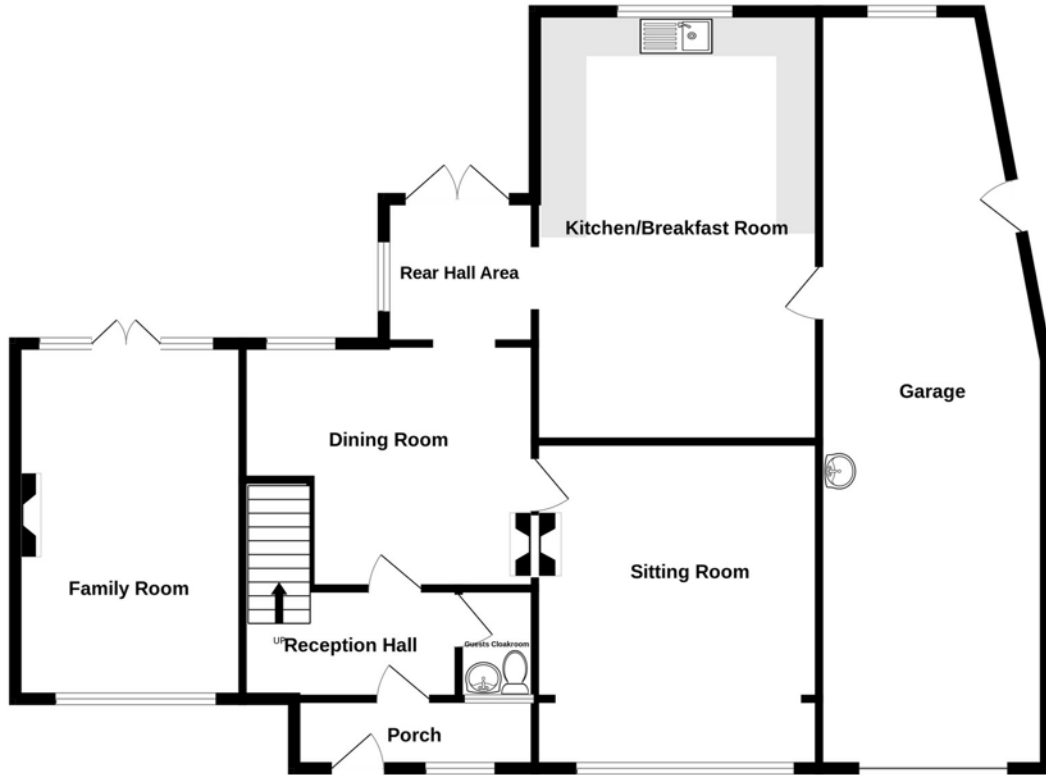 Kitchen/Breakfast Room
Rear Hall Area
Garage
Dining Room
Sitting Room
Family Room
UP
Reception Hall
Guests Cloakroom
Porch